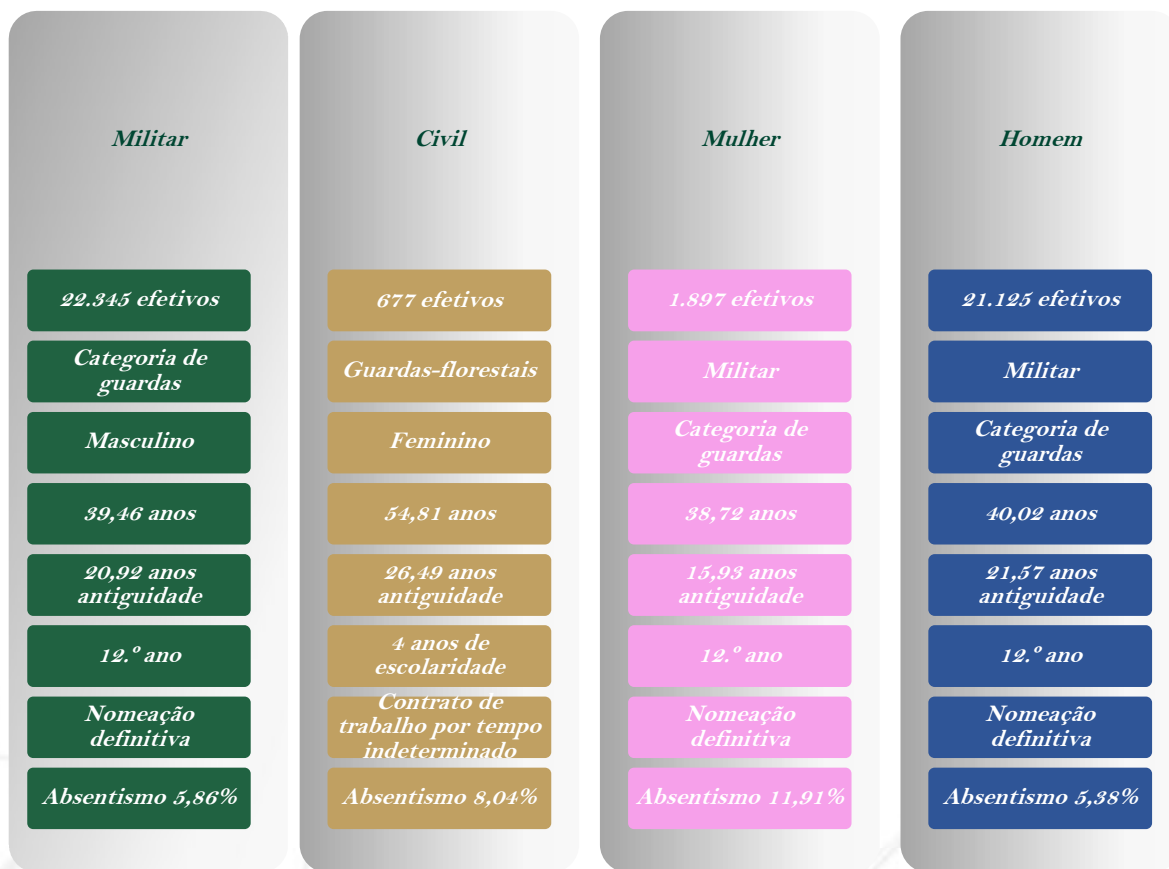 Militar
22.345 efetivos
Categoria de
guardas
Masculino
39,46 anos
20,92 anos
antiguidade
12.º ano
Nomeação
definitiva
Absentismo 5,86%
Civil
677 efetivos
Guardas-florestais
Feminino
54,81 anos
26,49 anos
antiguidade
4 anos de
escolaridade
Contrato de
trabalho por tempo
indeterminado
Absentismo 8,04%
Mulher
1.897 efetivos
Militar
Categoria de
guardas
38,72 anos
15,93 anos
antiguidade
12.º ano
Nomeação
definitiva
Absentismo 11,91%
Homem
21.125 efetivos
Militar
Categoria de
guardas
40,02 anos
21,57 anos
antiguidade
12.º ano
Nomeação
definitiva
Absentismo 5,38%